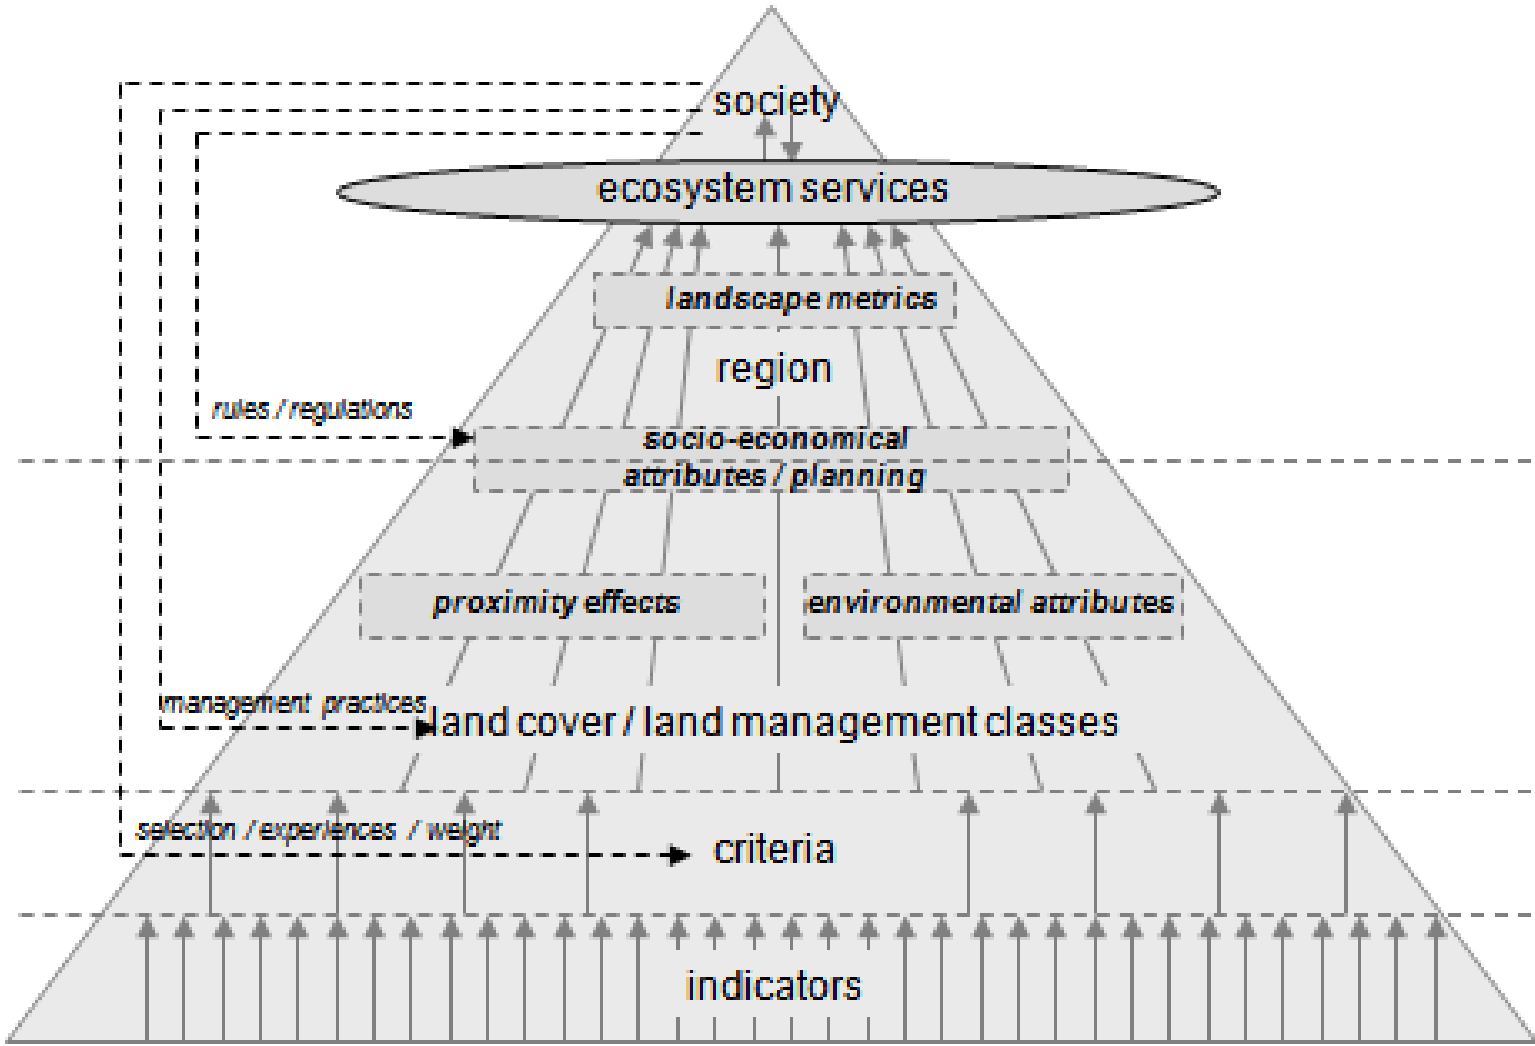 society
ecosystem services
landscape metrics
region
rules / regulations
socio-economical
attributes / planning
proximity effects
environmental attributes
management practices
land cover / land management classes
selection / experiences / weight
criteria
indicators